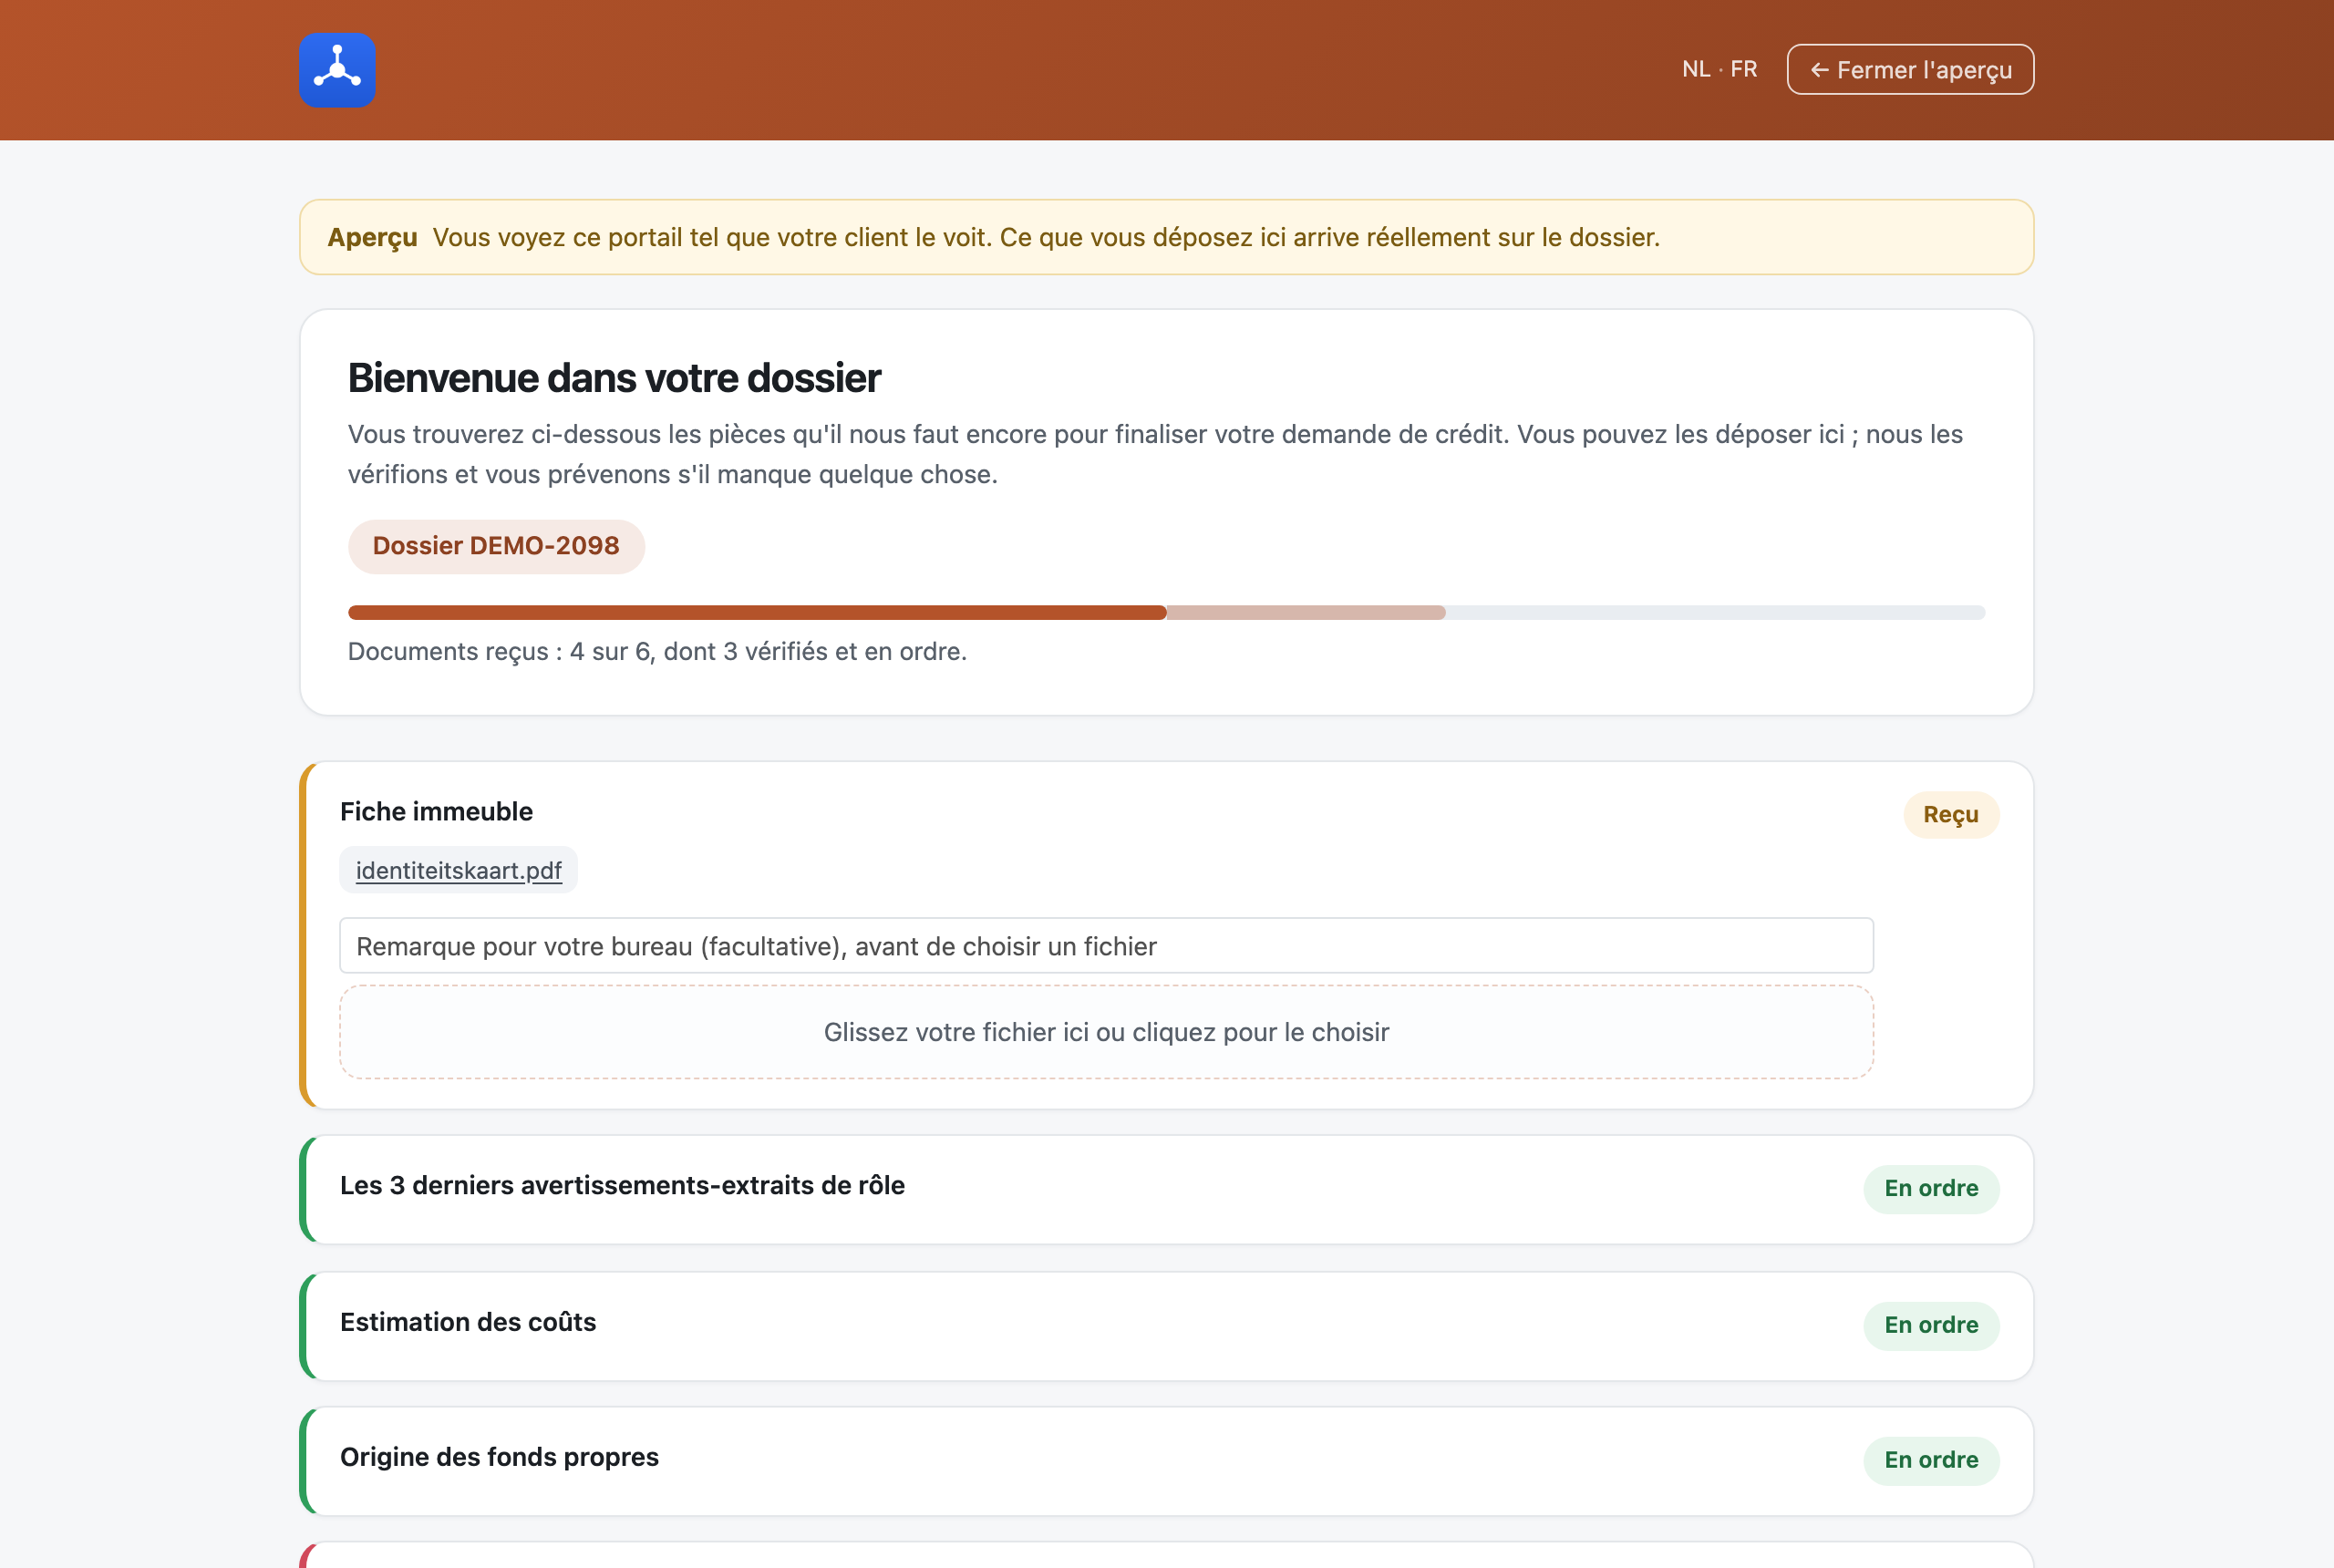 NL · FR
← Fermer l'aperçu
Aperçu Vous voyez ce portail tel que votre client le voit. Ce que vous déposez ici arrive réellement sur le dossier.
Bienvenue dans votre dossier
Vous trouverez ci-dessous les pièces qu'il nous faut encore pour finaliser votre demande de crédit. Vous pouvez les déposer ici ; nous les
vérifions et vous prévenons s'il manque quelque chose.
Dossier DEMO-2098
Documents reçus : 4 sur 6, dont 3 vérifiés et en ordre.
Fiche immeuble
Reçu
identiteitskaart.pdf
Remarque pour votre bureau (facultative), avant de choisir un fichier
Glissez votre fichier ici ou cliquez pour le choisir
Les 3 derniers avertissements-extraits de rôle
En ordre
Estimation des coûts
En ordre
Origine des fonds propres
En ordre